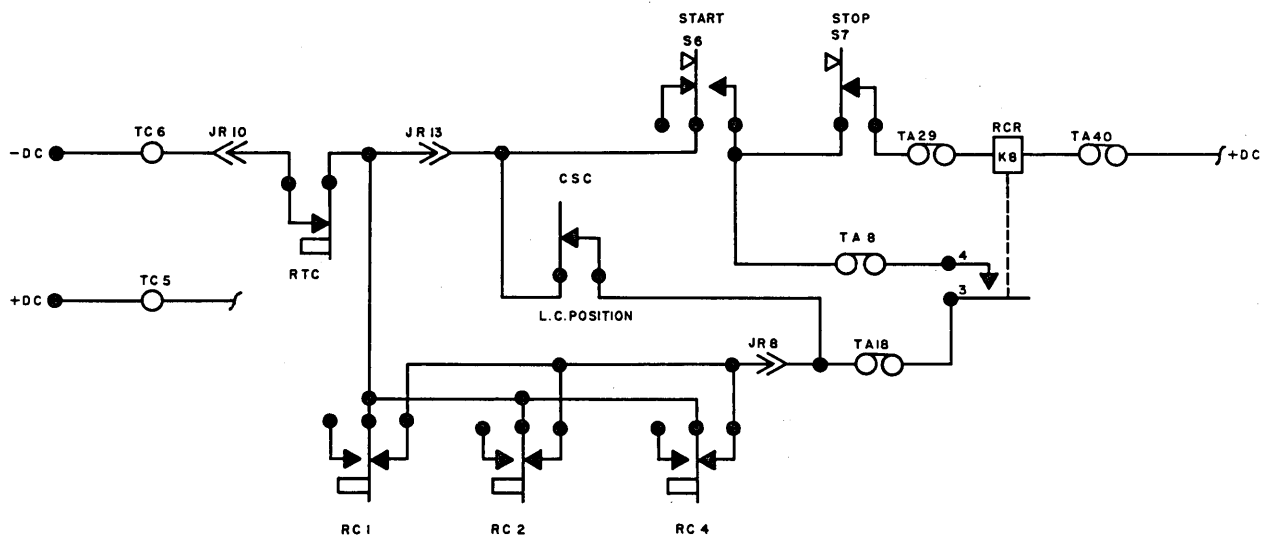 START
S6
STOP
S7
TC6
JR10
JR13
-DC
TA29
RCR
K8
TA40
+DC
CSC
RTC
TA8
4
3
+DC
TC5
L.C. POSITION
JR8
TA18
RC1
RC2
RC4